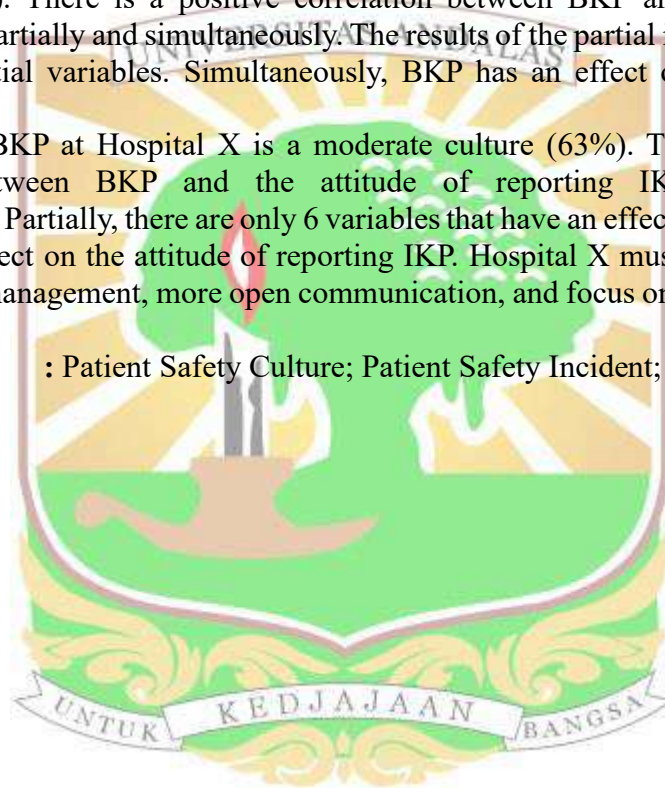 ). There is a positive correlation between BKP an
artially and simultaneously. The results of the partial
UNIVERSITAS ANDALAS
tial variables. Simultaneously, BKP has an effect
BKP at Hospital X is a moderate culture (63%).
tween BKP and the attitude of reporting
Partially, there are only 6 variables that have an effec
ect on the attitude of reporting IKP. Hospital X mus
nanagement, more open communication, and focus
: Patient Safety Culture; Patient Safety Incident;
UNTUK KEDJAJAAN BANGSA